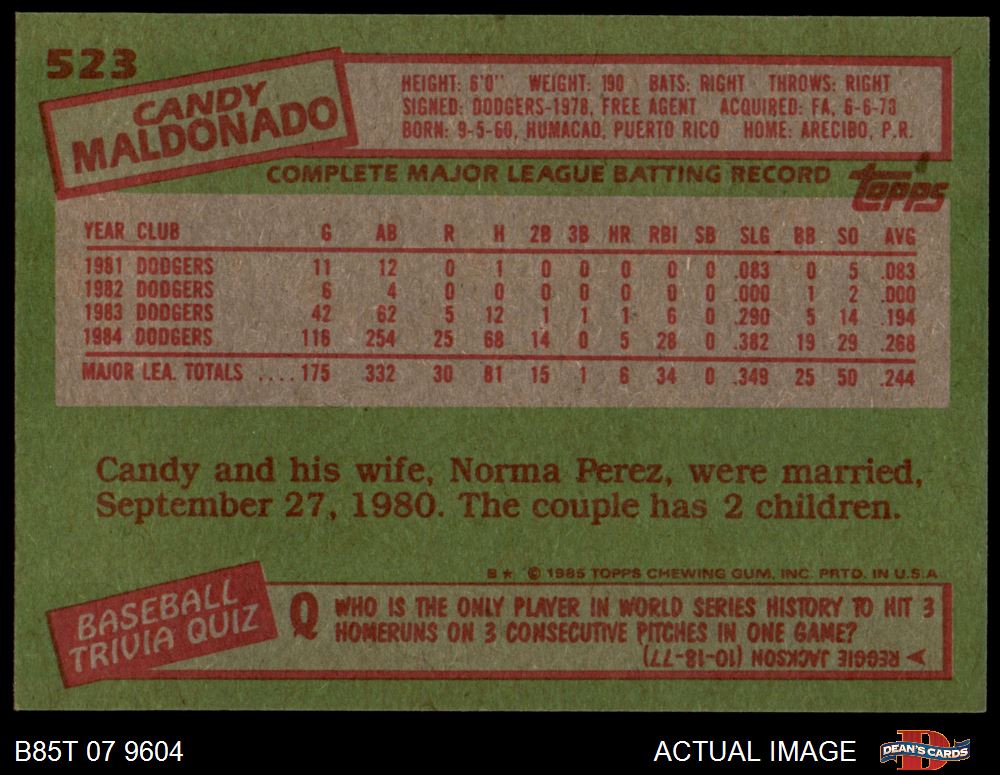 523
CANDY
MALDONADO
HEIGHT: 6'0" WEIGHT: 190 BATS: RIGHT THROWS: RIGHT
SIGNED: DODGERS-1978, FREE AGENT ACQUIRED: FA, 6-6-78
BORN: 9-5-60, HUMACAO, PUERTO RICO HOME: ARECIBO, P.R.
COMPLETE MAJOR LEAGUE BATTING RECORD
topps
YEAR CLUB G AB R H 2B 3B HR RBI SB SLG BB SO AVG
1981 DODGERS 11 12 0 1 0 0 0 0 0 .083 0 5 .083
1982 DODGERS 6 4 0 0 0 0 0 0 0 .000 1 2 .000
1983 DODGERS 42 62 5 12 1 1 1 6 0 .290 5 14 .194
1984 DODGERS 116 254 25 68 14 0 5 28 0 .382 19 29 .268
MAJOR LEA. TOTALS .... 175 332 30 81 15 1 6 34 0 .349 25 50 .244
Candy and his wife, Norma Perez, were married,
September 27, 1980. The couple has 2 children.
B★ © 1985 TOPPS CHEWING GUM, INC. PRTD. IN U.S.A.
BASEBALL
TRIVIA QUIZ
Q WHO IS THE ONLY PLAYER IN WORLD SERIES HISTORY TO HIT 3
HOMERUNS ON 3 CONSECUTIVE PITCHES IN ONE GAME?
➤ REGGIE JACKSON (10-18-77)
B85T 07 9604
ACTUAL IMAGE
D
DEAN'S CARDS